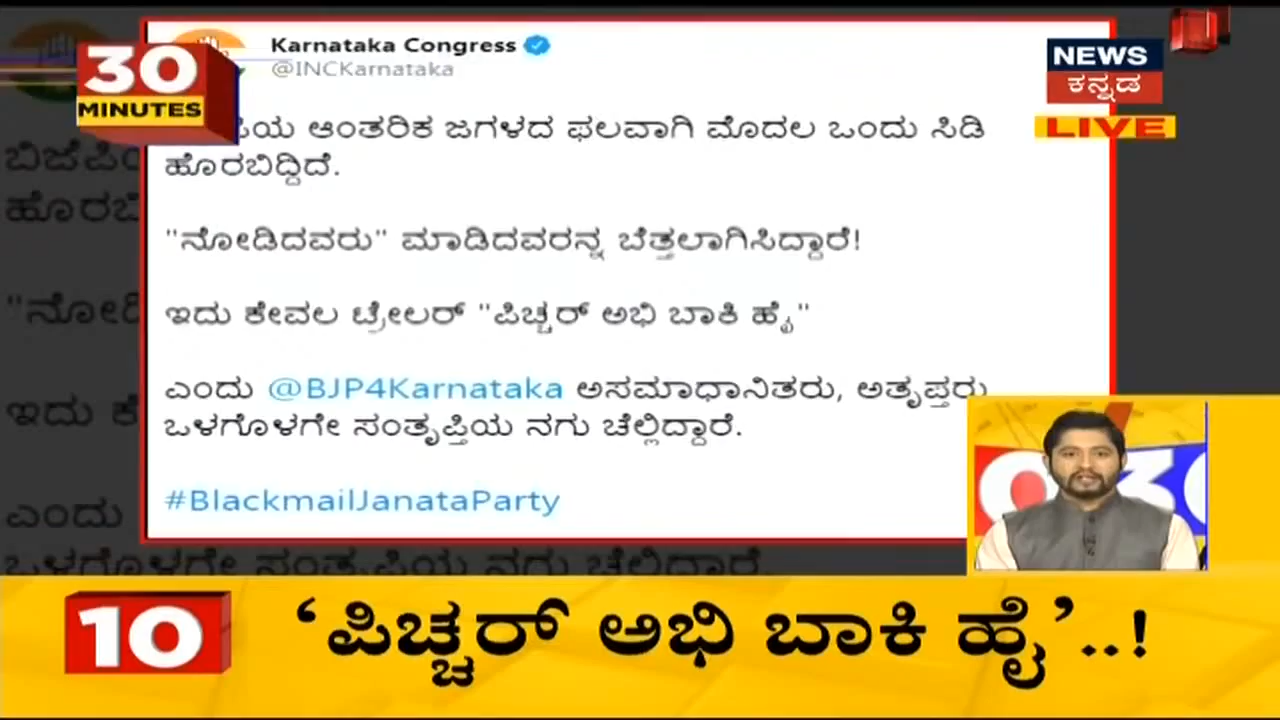 30
MINUTES
Karnataka Congress
@INCKarnataka
NEWS
ಕನ್ನಡ
LIVE
ಆಂತರಿಕ ಜಗಳದ ಫಲವಾಗಿ ಮೊದಲ ಒಂದು ಸಿಡಿ
ಹೊರಬಿದ್ದಿದೆ.
"ನೋಡಿದವರು" ಮಾಡಿದವರನ್ನ ಬೆತ್ತಲಾಗಿಸಿದ್ದಾರೆ!
ಇದು ಕೇವಲ ಟ್ರೇಲರ್ "ಪಿಚ್ಚರ್ ಅಭಿ ಬಾಕಿ ಹೈ"
ಎಂದು @BJP4Karnataka ಅಸಮಾಧಾನಿತರು, ಅತೃಪ್ತರು
ಒಳಗೊಳಗೇ ಸಂತೃಪ್ತಿಯ ನಗು ಚೆಲ್ಲಿದ್ದಾರೆ.
#BlackmailJanataParty
10
'ಪಿಚ್ಚರ್ ಅಭಿ ಬಾಕಿ ಹೈ'..!